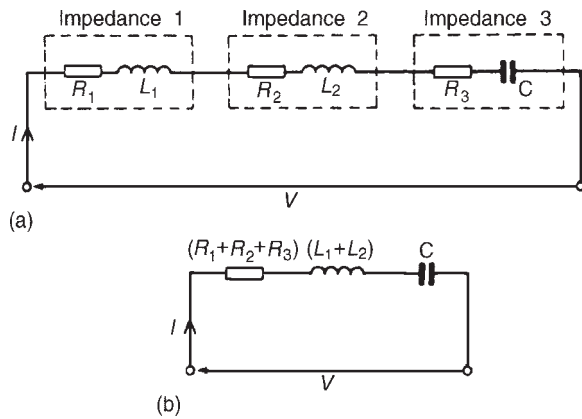 Impedance 1 Impedance 2 Impedance 3
R1 L1 R2 L2 R3 C
I
V
(a)
(R1+R2+R3) (L1+L2) C
I
V
(b)